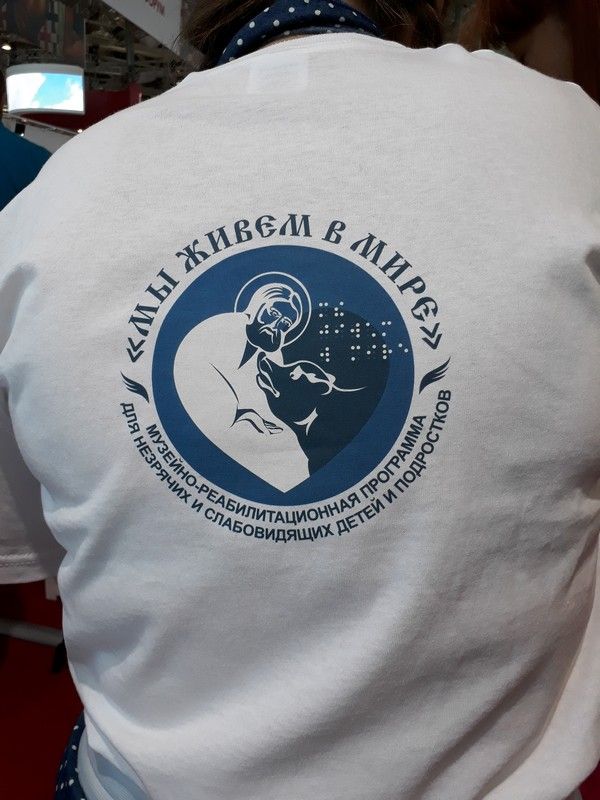 «МЫ ЖИВЕМ В МИРЕ»
МУЗЕЙНО-РЕАБИЛИТАЦИОННАЯ ПРОГРАММА
ДЛЯ НЕЗРЯЧИХ И СЛАБОВИДЯЩИХ ДЕТЕЙ И ПОДРОСТКОВ